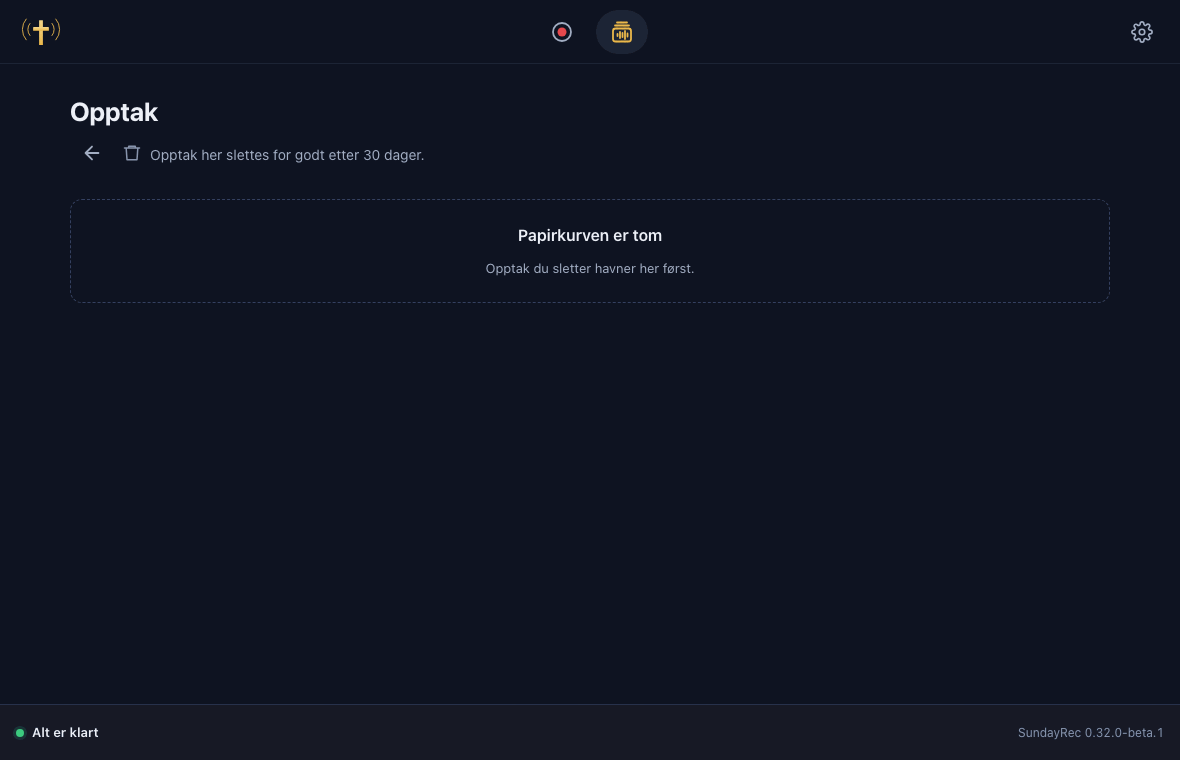 Opptak
Opptak her slettes for godt etter 30 dager.
Papirkurven er tom
Opptak du sletter havner her først.
Alt er klart
SundayRec 0.32.0-beta.1